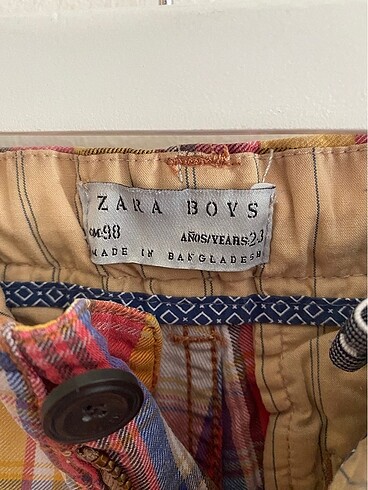 ZARA BOYS
CM:98 AÑOS/YEARS:2-3
MADE IN BANGLADESH